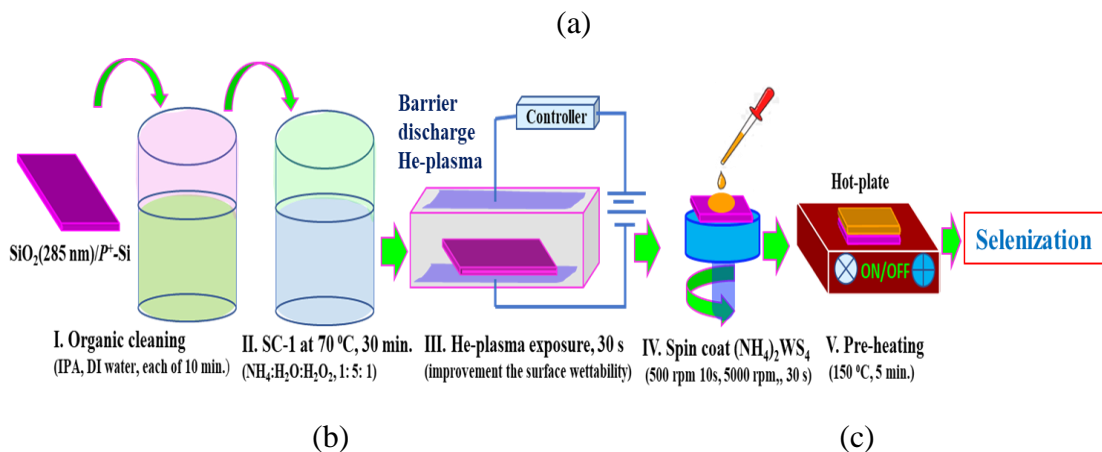 (a)
Barrier
discharge
He-plasma
Controller
Hot-plate
SiO₂(285 nm)/P⁺-Si
ON/OFF
Selenization
I. Organic cleaning
(IPA, DI water, each of 10 min.)
II. SC-1 at 70 ⁰C, 30 min.
(NH₄:H₂O:H₂O₂, 1: 5: 1)
III. He-plasma exposure, 30 s
(improvement the surface wettability)
IV. Spin coat (NH₄)₂WS₄
(500 rpm 10s, 5000 rpm,, 30 s)
V. Pre-heating
(150 ⁰C, 5 min.)
(b)
(c)